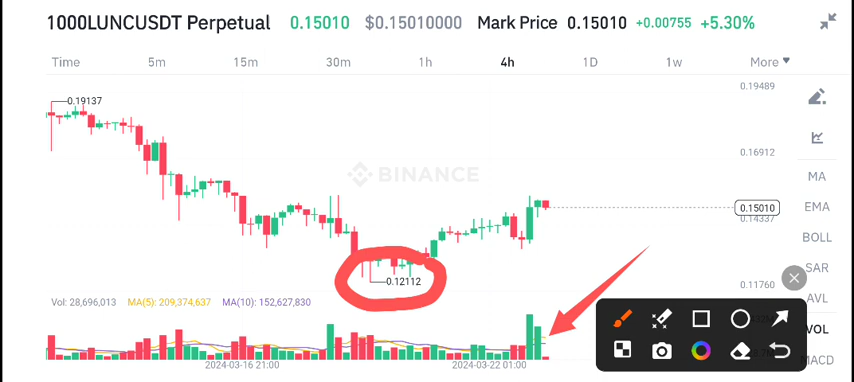 1000LUNCUSDT Perpetual 0.15010 $0.15010000 Mark Price 0.15010 +0.00755 +5.30%
Time 5m 15m 30m 1h 4h 1D 1w More
0.19489
0.19137
0.16912
BINANCE
MA
0.15010
EMA
0.14337
BOLL
SAR
0.12112
0.11760
AVL
Vol: 28,696,013 MA(5): 209,374,637 MA(10): 152,627,830
VOL
MACD
2024-03-16 21:00 2024-03-22 01:00